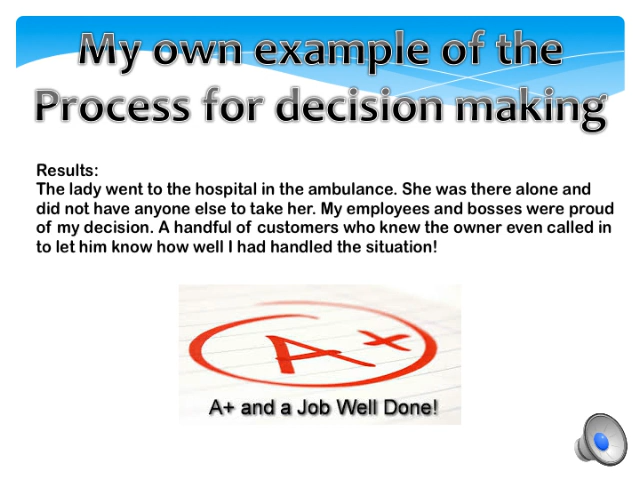 My own example of the
Process for decision making
Results:
The lady went to the hospital in the ambulance. She was there alone and
did not have anyone else to take her. My employees and bosses were proud
of my decision. A handful of customers who knew the owner even called in
to let him know how well I had handled the situation!
A+
A+ and a Job Well Done!